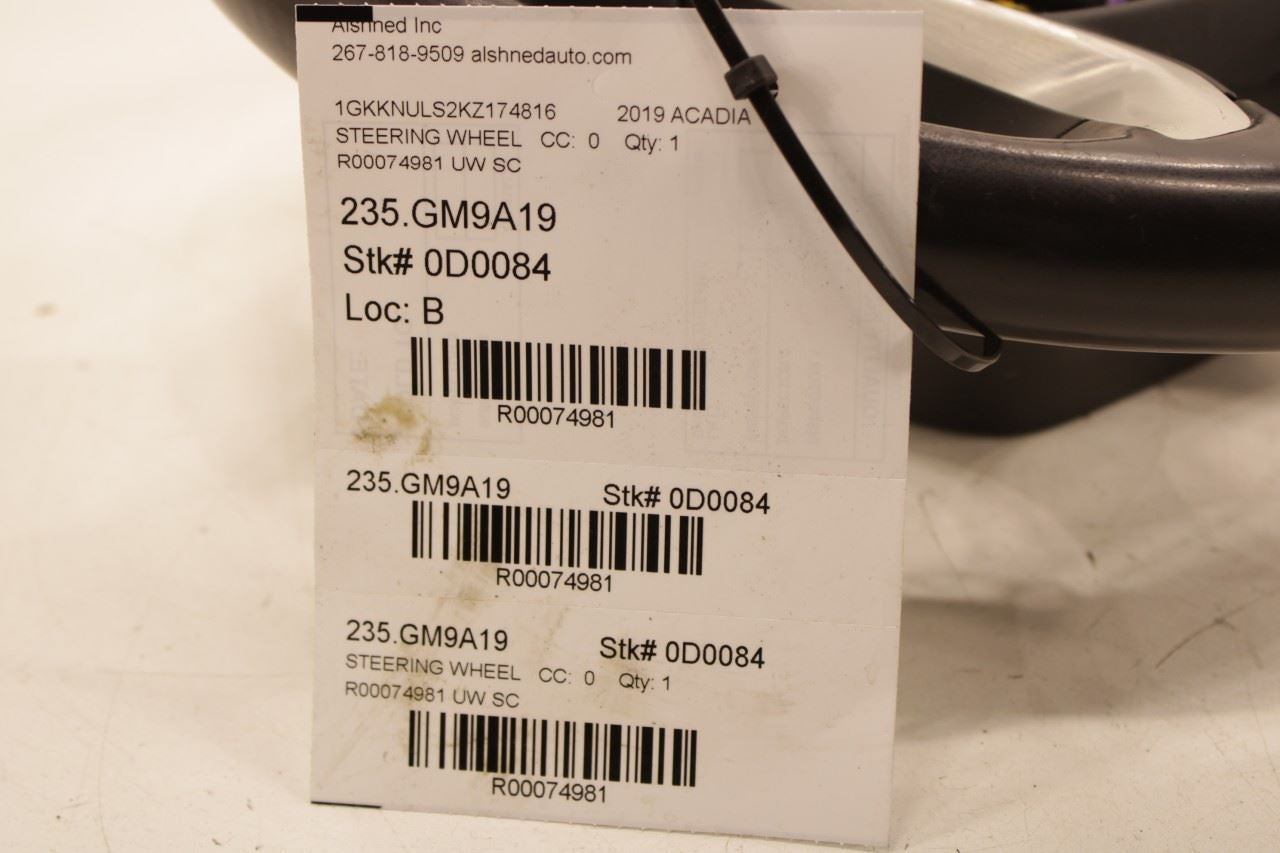 Alshned Inc
267-818-9509 alshnedauto.com
1GKKNULS2KZ174816 2019 ACADIA
STEERING WHEEL CC: 0 Qty: 1
R00074981 UW SC
235.GM9A19
Stk# 0D0084
Loc: B
R00074981
235.GM9A19 Stk# 0D0084
R00074981
235.GM9A19 Stk# 0D0084
STEERING WHEEL CC: 0 Qty: 1
R00074981 UW SC
R00074981